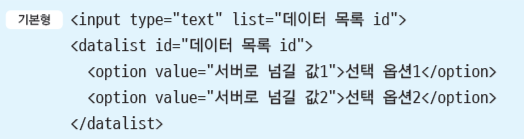 기본형 <input type="text" list="데이터 목록 id">
<datalist id="데이터 목록 id">
<option value="서버로 넘길 값1">선택 옵션1</option>
<option value="서버로 넘길 값2">선택 옵션2</option>
</datalist>